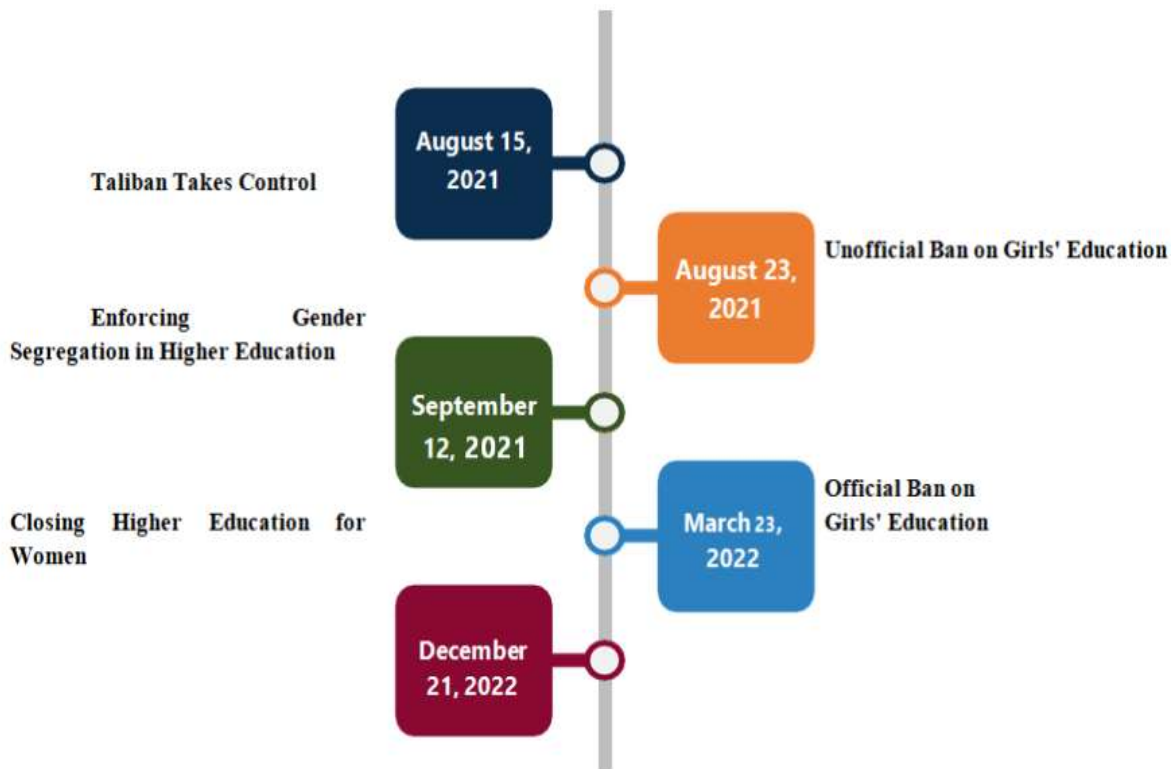 August 15,
2021
Taliban Takes Control
Unofficial Ban on Girls' Education
August 23,
2021
Enforcing Gender
Segregation in Higher Education
September
12, 2021
Official Ban on
Girls' Education
March 23,
2022
Closing Higher Education for
Women
December
21, 2022